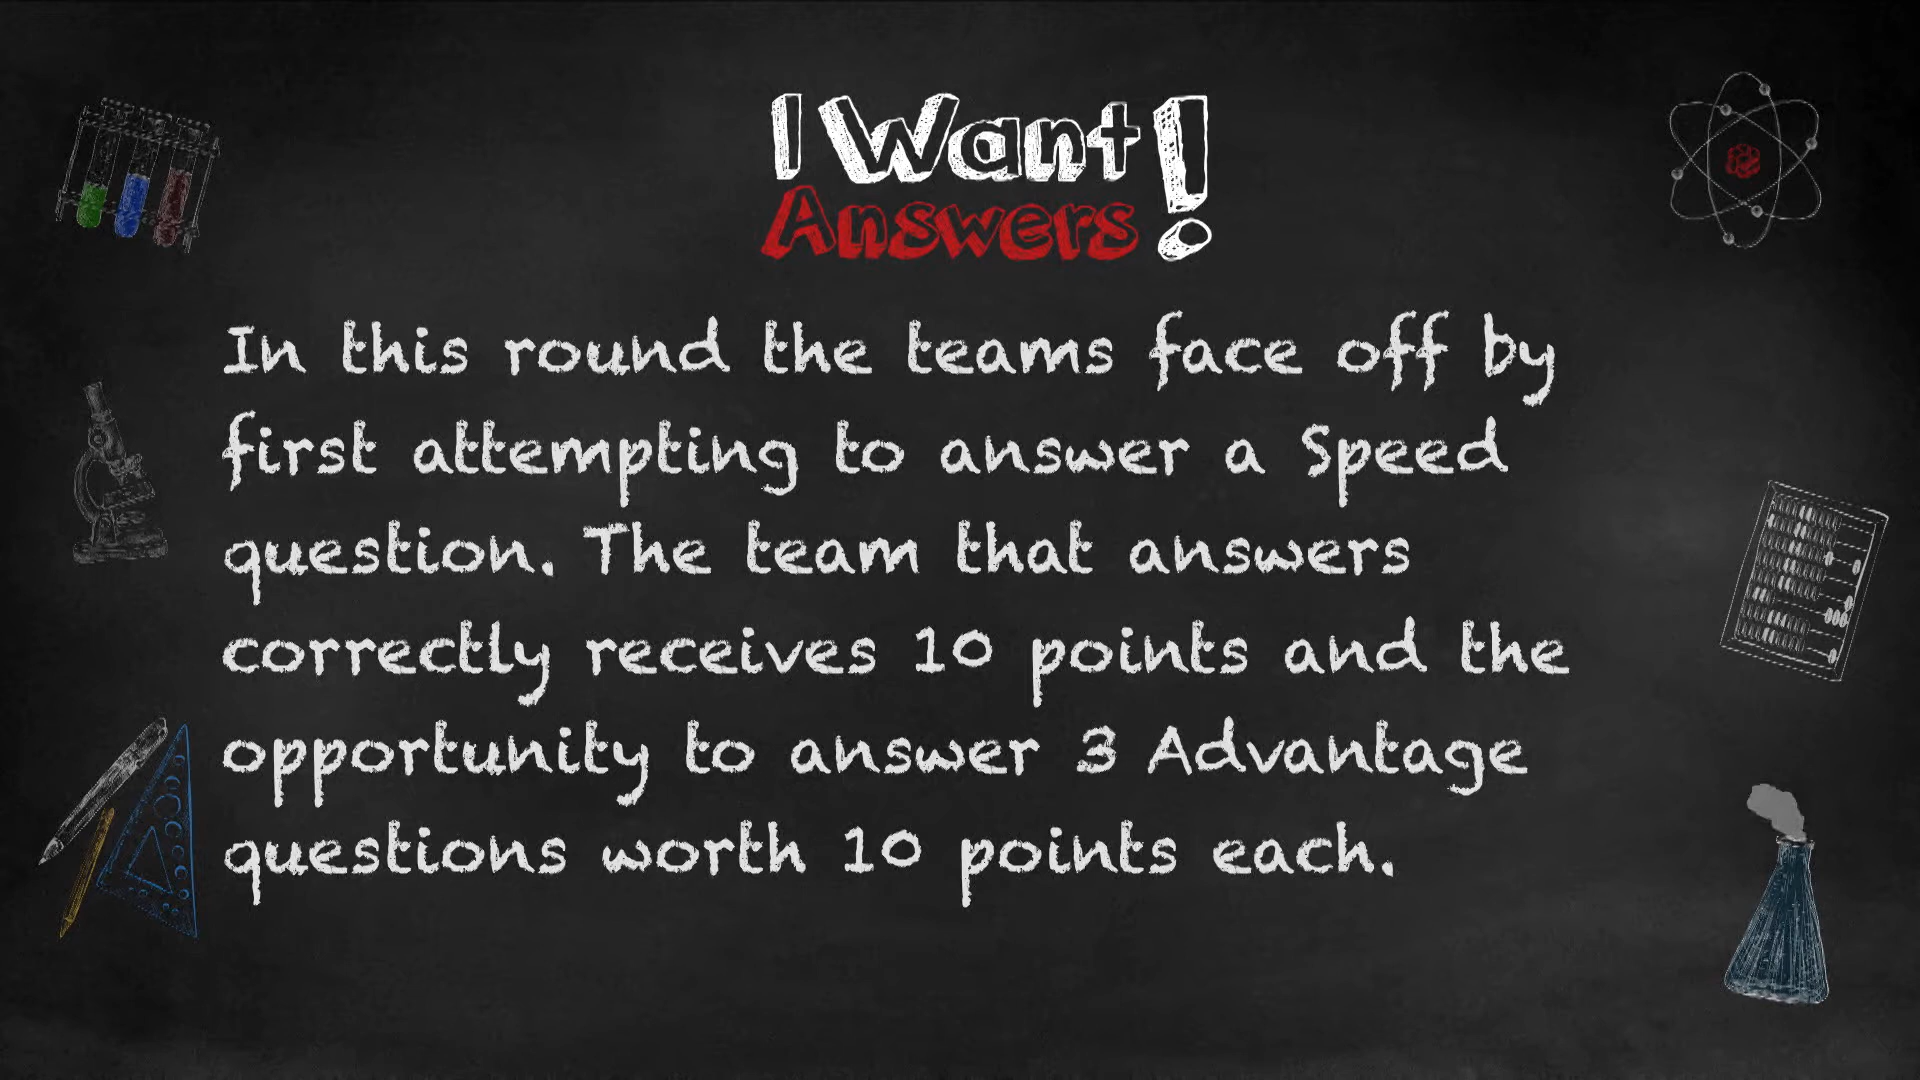 I Want!
Answers
In this round the teams face off by
first attempting to answer a Speed
question. The team that answers
correctly receives 10 points and the
opportunity to answer 3 Advantage
questions worth 10 points each.